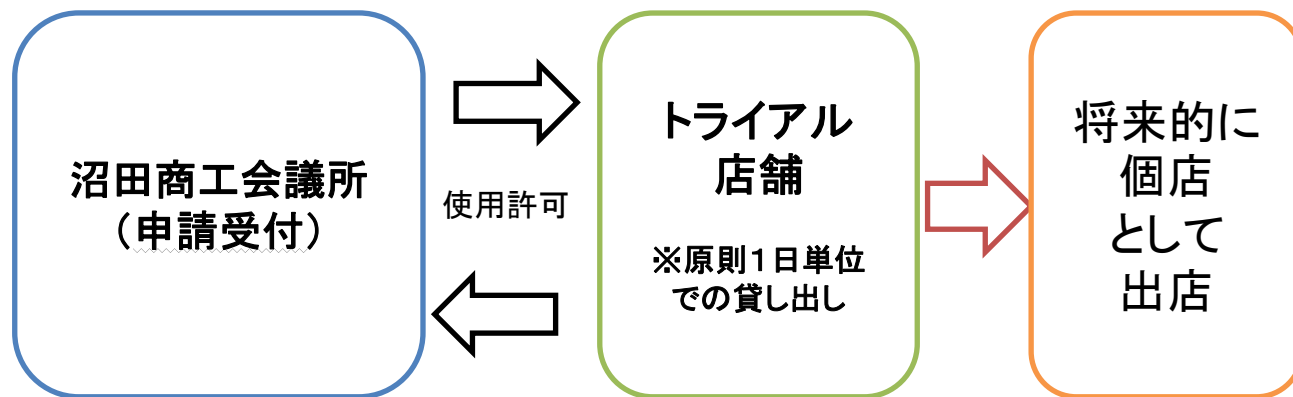 沼田商工会議所
（申請受付）
使用許可
トライアル
店舗
※原則１日単位
での貸し出し
将来的に
個店
として
出店